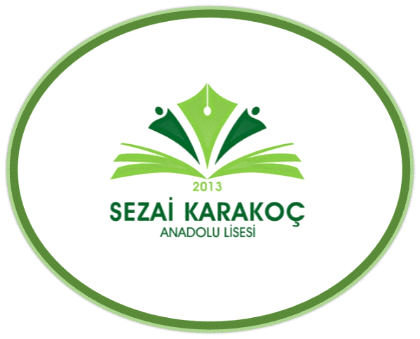 2013
SEZAİ KARAKOÇ
ANADOLU LİSESİ